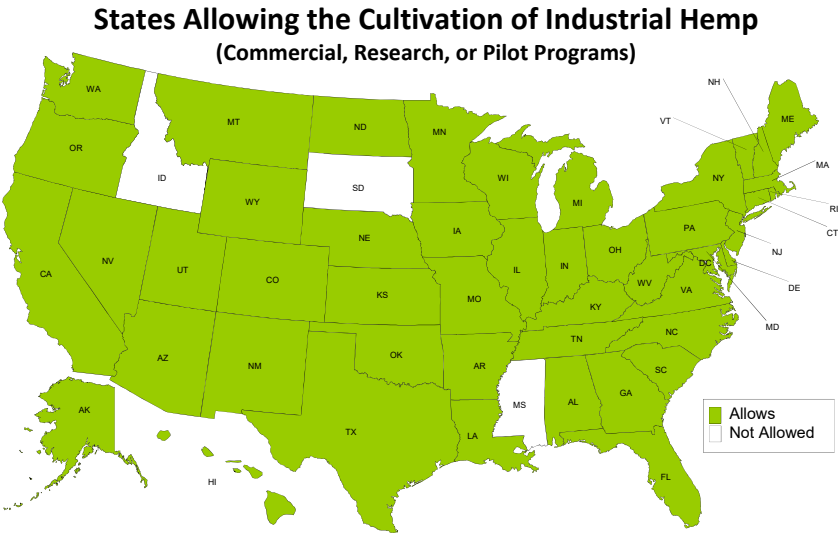 States Allowing the Cultivation of Industrial Hemp
(Commercial, Research, or Pilot Programs)
WA
MT
ND
MN
NH
ME
VT
OR
ID
SD
WI
MI
NY
MA
WY
RI
CT
IA
NE
PA
NJ
NV
UT
CO
IL
IN
OH
WV
DC
DE
CA
KS
MO
KY
VA
MD
AZ
NM
OK
AR
TN
NC
SC
AK
TX
LA
MS
AL
GA
FL
HI
Allows
Not Allowed